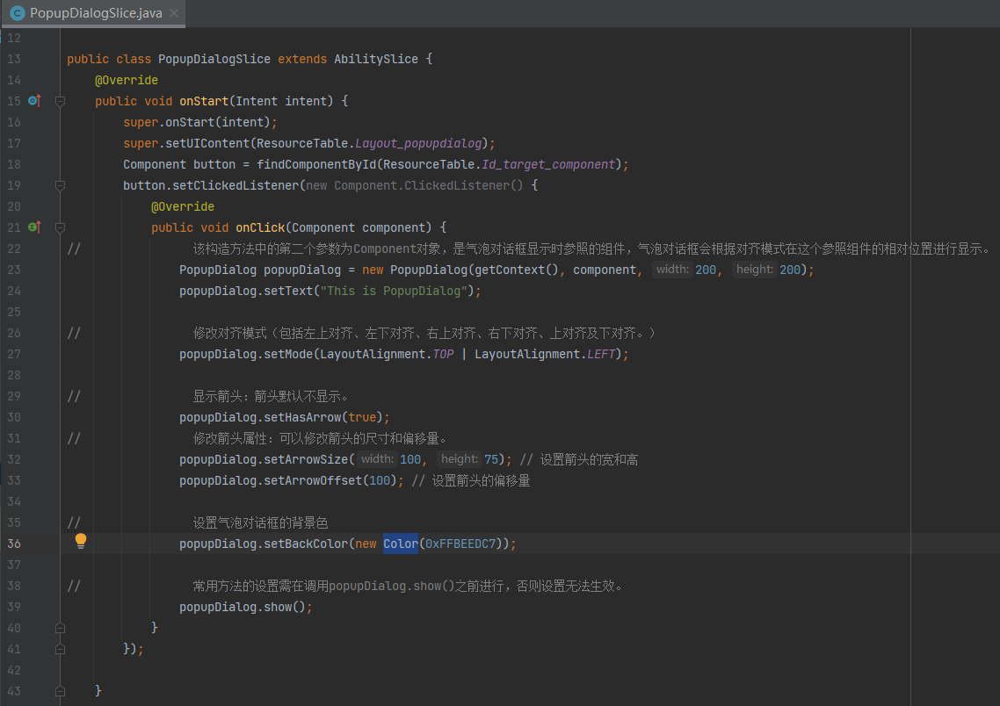 PopupDialogSlice.java
12
13 public class PopupDialogSlice extends AbilitySlice {
14 @Override
15 public void onStart(Intent intent) {
16 super.onStart(intent);
17 super.setUIContent(ResourceTable.Layout_popupdialog);
18 Component button = findComponentById(ResourceTable.Id_target_component);
19 button.setClickedListener(new Component.ClickedListener() {
20 @Override
21 public void onClick(Component component) {
22 // 该构造方法中的第二个参数为Component对象，是气泡对话框显示时参照的组件，气泡对话框会根据对齐模式在这个参照组件的相对位置进行显示。
23 PopupDialog popupDialog = new PopupDialog(getContext(), component, width: 200, height: 200);
24 popupDialog.setText("This is PopupDialog");
25
26 // 修改对齐模式（包括左上对齐、左下对齐、右上对齐、右下对齐、上对齐及下对齐。）
27 popupDialog.setMode(LayoutAlignment.TOP | LayoutAlignment.LEFT);
28
29 // 显示箭头：箭头默认不显示。
30 popupDialog.setHasArrow(true);
31 // 修改箭头属性：可以修改箭头的尺寸和偏移量。
32 popupDialog.setArrowSize( width: 100, height: 75); // 设置箭头的宽和高
33 popupDialog.setArrowOffset(100); // 设置箭头的偏移量
34
35 // 设置气泡对话框的背景色
36 popupDialog.setBackColor(new Color(0xFFBEEDC7));
37
38 // 常用方法的设置需在调用popupDialog.show()之前进行，否则设置无法生效。
39 popupDialog.show();
40 }
41 });
42
43 }